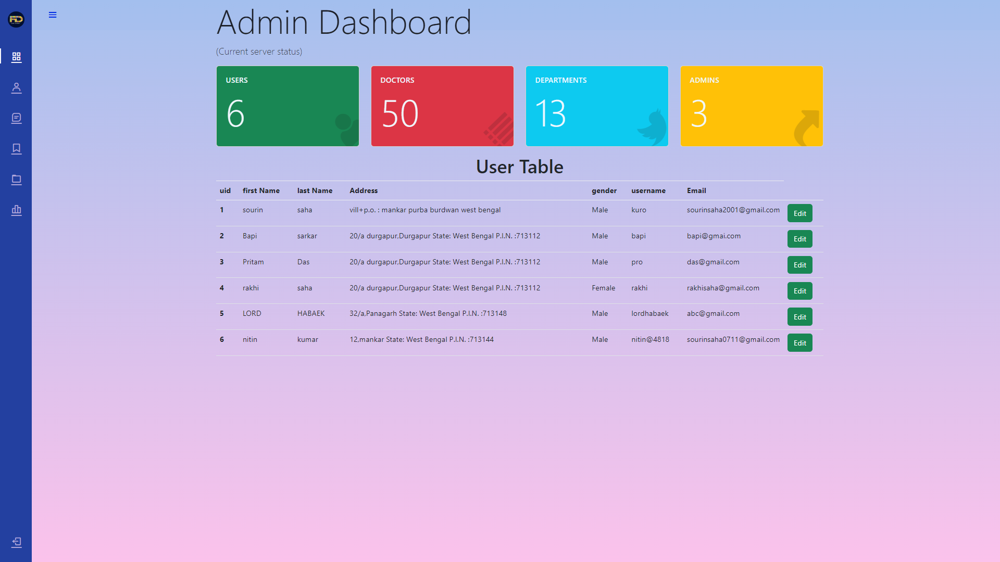 Admin Dashboard
(Current server status)
USERS DOCTORS DEPARTMENTS ADMINS
6 50 13 3
User Table
uid first Name last Name Address gender username Email
1 sourin saha vill+p.o. : mankar purba burdwan west bengal Male kuro sourinsaha2001@gmail.com Edit
2 Bapi sarkar 20/a durgapur,Durgapur State: West Bengal P.I.N. :713112 Male bapi bapi@gmai.com Edit
3 Pritam Das 20/a durgapur,Durgapur State: West Bengal P.I.N. :713112 Male pro das@gmail.com Edit
4 rakhi saha 20/a durgapur,Durgapur State: West Bengal P.I.N. :713112 Female rakhi rakhisaha@gmail.com Edit
5 LORD HABAEK 32/a,Panagarh State: West Bengal P.I.N. :713148 Male lordhabaek abc@gmail.com Edit
6 nitin kumar 12,mankar State: West Bengal P.I.N. :713144 Male nitin@4818 sourinsaha0711@gmail.com Edit